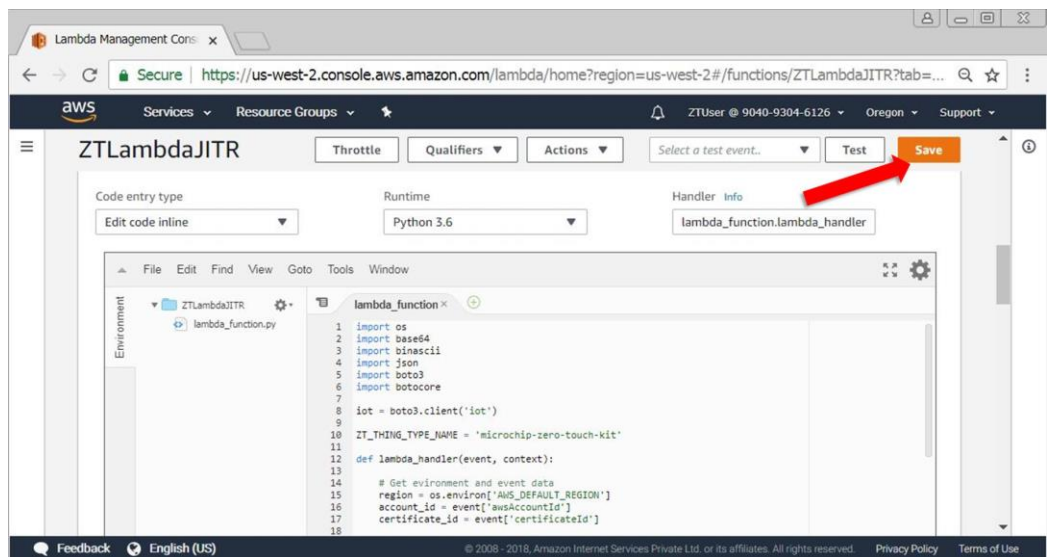 Lambda Management Cons
Secure | https://us-west-2.console.aws.amazon.com/lambda/home?region=us-west-2#/functions/ZTLambdaJITR?tab=...
aws Services Resource Groups ZTUser @ 9040-9304-6126 Oregon Support
ZTLambdaJITR Throttle Qualifiers Actions Select a test event.. Test Save
Code entry type Runtime Handler Info
Edit code inline Python 3.6 lambda_function.lambda_handler
File Edit Find View Goto Tools Window
Environment
ZTLambdaJITR
lambda_function.py
lambda_function
1 import os
2 import base64
3 import binascii
4 import json
5 import boto3
6 import botocore
7
8 iot = boto3.client('iot')
9
10 ZT_THING_TYPE_NAME = 'microchip-zero-touch-kit'
11
12 def lambda_handler(event, context):
13
14 # Get evironment and event data
15 region = os.environ['AWS_DEFAULT_REGION']
16 account_id = event['awsAccountId']
17 certificate_id = event['certificateId']
18
Feedback English (US) © 2008 - 2018, Amazon Internet Services Private Ltd. or its affiliates. All rights reserved. Privacy Policy Terms of Use